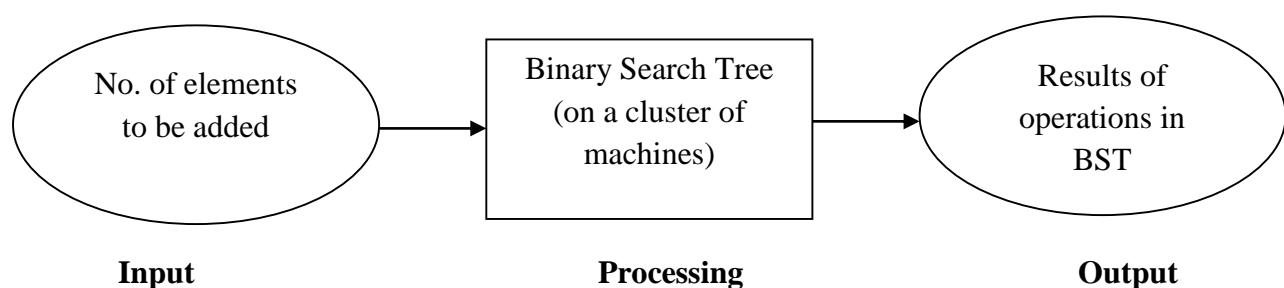 No. of elements
to be added
Binary Search Tree
(on a cluster of
machines)
Results of
operations in
BST
Input
Processing
Output